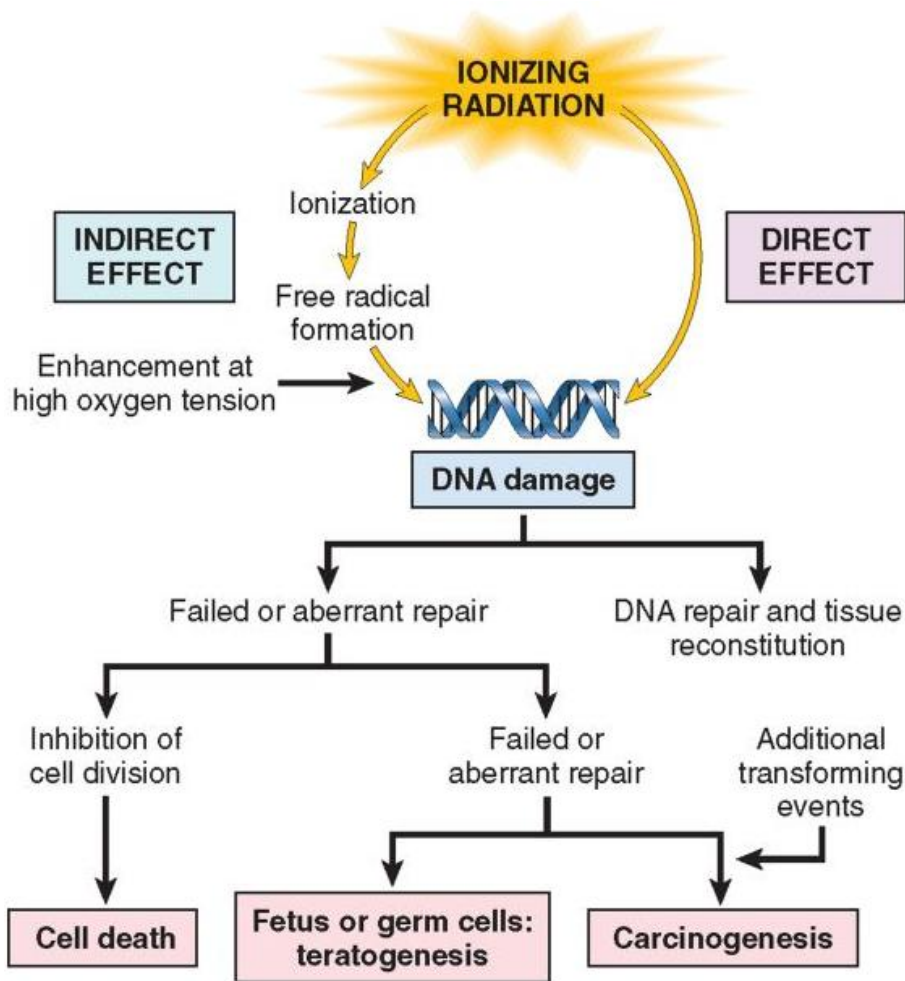 IONIZING
RADIATION
Ionization
INDIRECT
EFFECT
DIRECT
EFFECT
Free radical
formation
Enhancement at
high oxygen tension
DNA damage
Failed or aberrant repair
DNA repair and tissue
reconstitution
Inhibition of
cell division
Failed or
aberrant repair
Additional
transforming
events
Cell death
Fetus or germ cells:
teratogenesis
Carcinogenesis